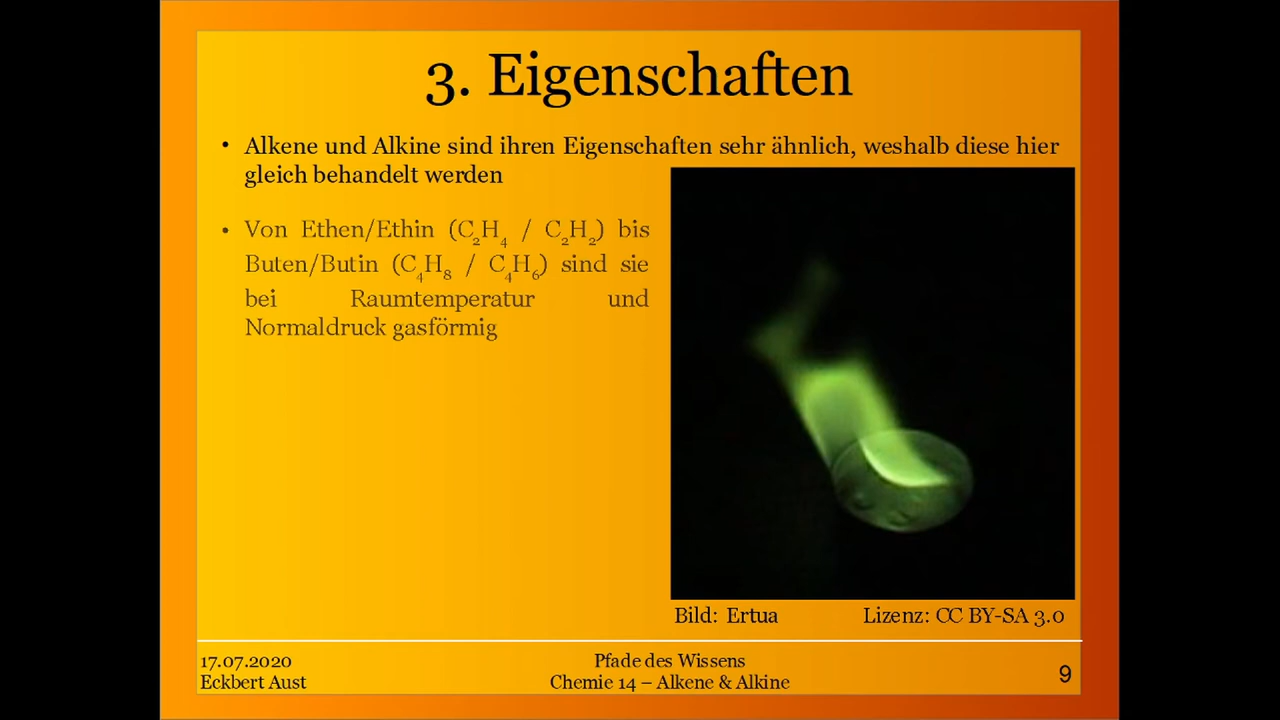 3. Eigenschaften
• Alkene und Alkine sind ihren Eigenschaften sehr ähnlich, weshalb diese hier
gleich behandelt werden
• Von Ethen/Ethin (C₂H₄ / C₂H₂) bis
Buten/Butin (C₄H₈ / C₄H₆) sind sie
bei Raumtemperatur und
Normaldruck gasförmig
Bild: Ertua Lizenz: CC BY-SA 3.0
17.07.2020
Eckbert Aust
Pfade des Wissens
Chemie 14 – Alkene & Alkine
9